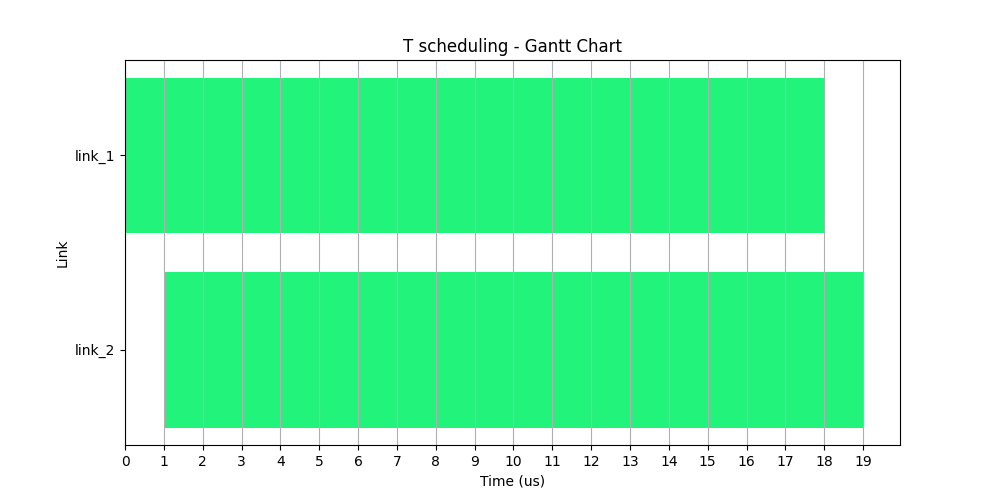 T scheduling - Gantt Chart
link_1
Link
link_2
0 1 2 3 4 5 6 7 8 9 10 11 12 13 14 15 16 17 18 19
Time (us)